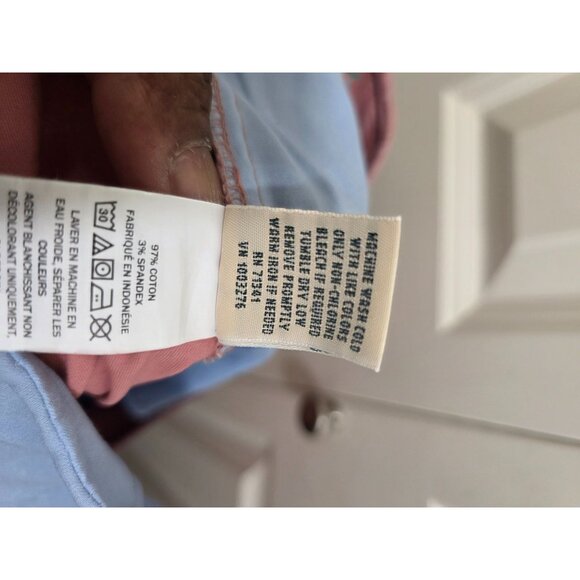 97% COTON
3% SPANDEX
FABRIQUÉ EN INDONÉSIE
30
LAVER EN MACHINE EN
EAU FROIDE, SÉPARER LES
COULEURS
AGENT BLANCHISSANT NON
DÉCOLORANT UNIQUEMENT,
MACHINE WASH COLD
WITH LIKE COLORS
ONLY NON-CHLORINE
BLEACH IF REQUIRED
TUMBLE DRY LOW
REMOVE PROMPTLY
WARM IRON IF NEEDED
RN 71341
VN 1003276